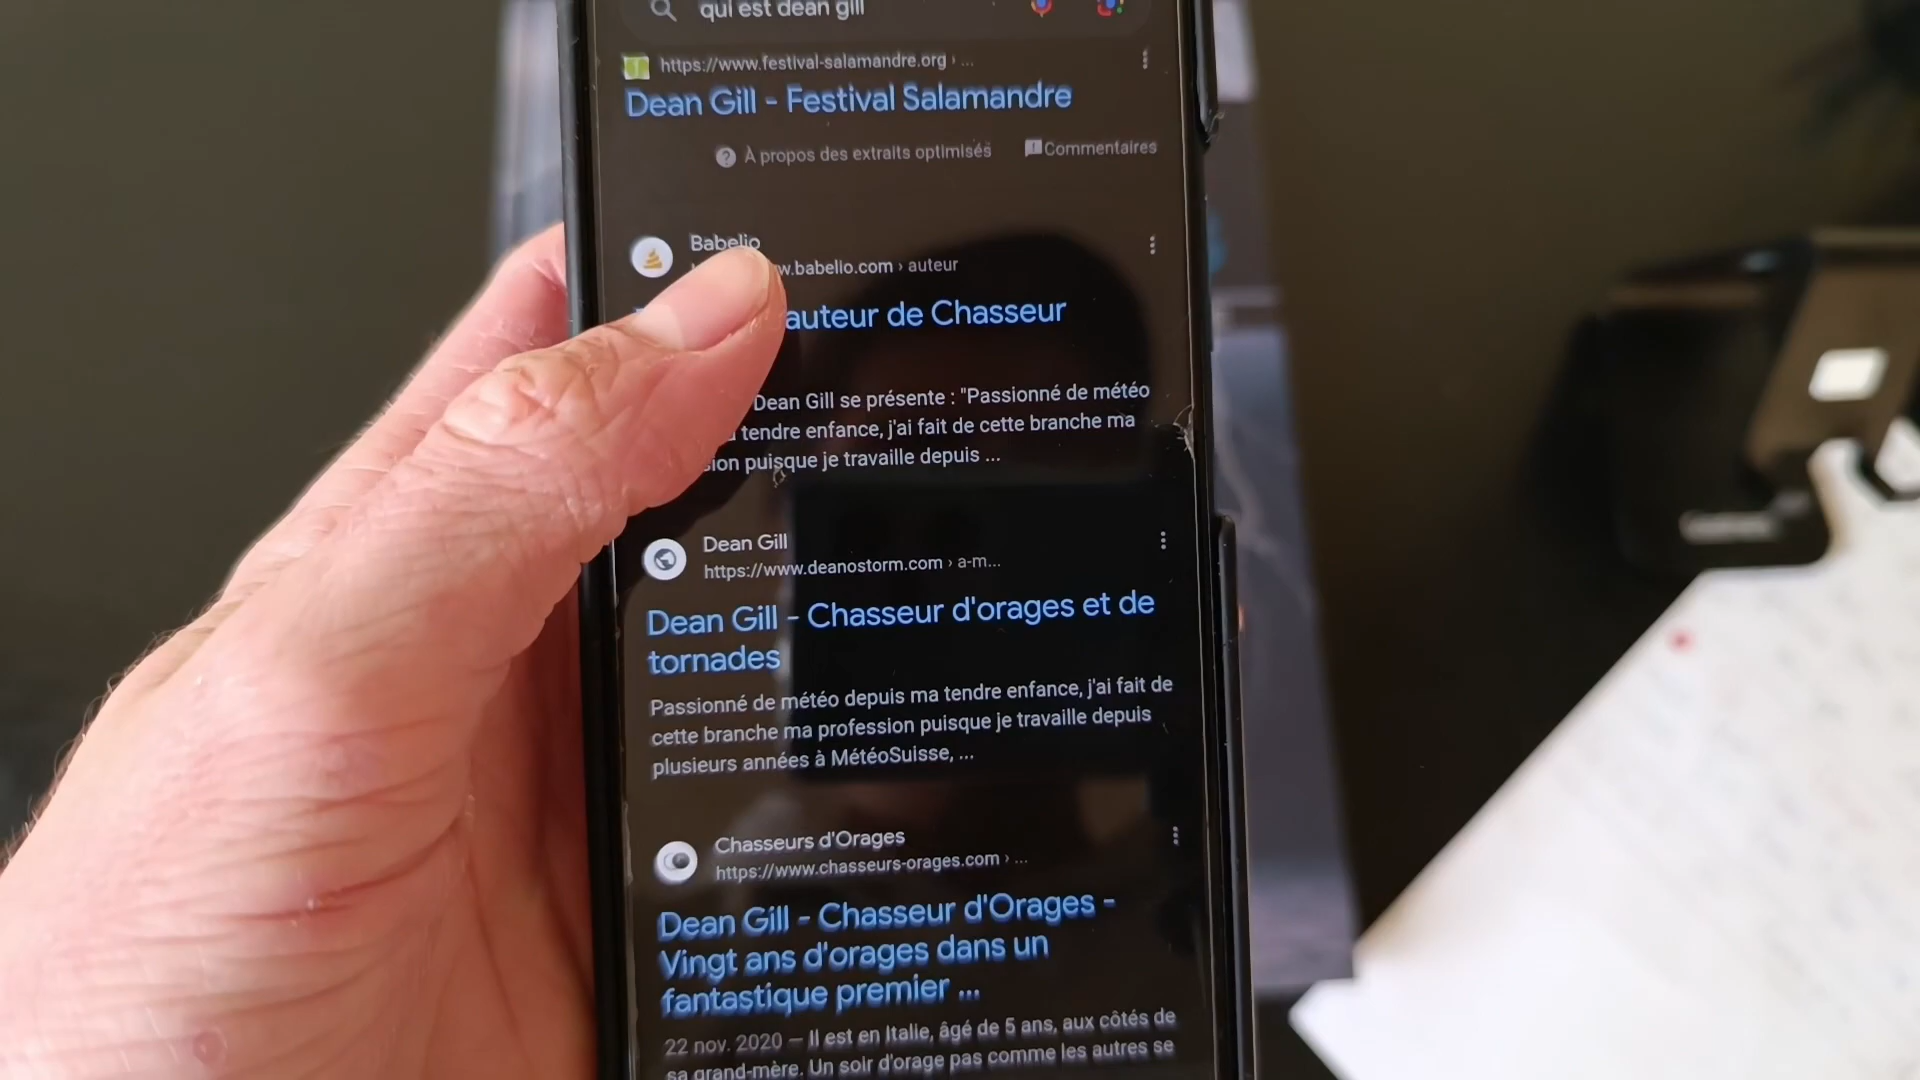 qui est dean gill
https://www.festival-salamandre.org › ...
Dean Gill - Festival Salamandre
À propos des extraits optimisés
Commentaires
Babelio
w.babelio.com › auteur
auteur de Chasseur
Dean Gill se présente : "Passionné de météo
tendre enfance, j'ai fait de cette branche ma
sion puisque je travaille depuis ...
Dean Gill
https://www.deanostorm.com › a-m...
Dean Gill - Chasseur d'orages et de
tornades
Passionné de météo depuis ma tendre enfance, j'ai fait de
cette branche ma profession puisque je travaille depuis
plusieurs années à MétéoSuisse, ...
Chasseurs d'Orages
https://www.chasseurs-orages.com › ...
Dean Gill - Chasseur d'Orages -
Vingt ans d'orages dans un
fantastique premier ...
22 nov. 2020 — Il est en Italie, âgé de 5 ans, aux côtés de
sa grand-mère. Un soir d'orage pas comme les autres se